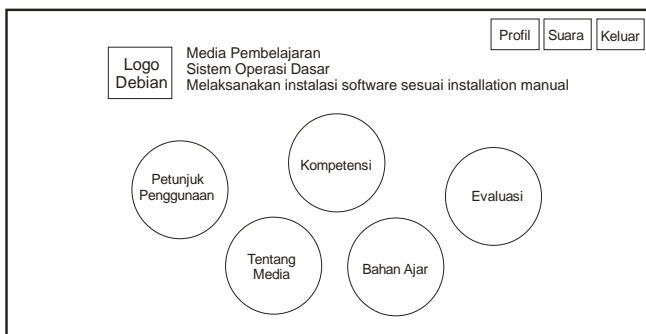 Profil
Suara
Keluar
Logo
Debian
Media Pembelajaran
Sistem Operasi Dasar
Melaksanakan instalasi software sesuai installation manual
Petunjuk
Penggunaan
Kompetensi
Evaluasi
Tentang
Media
Bahan Ajar